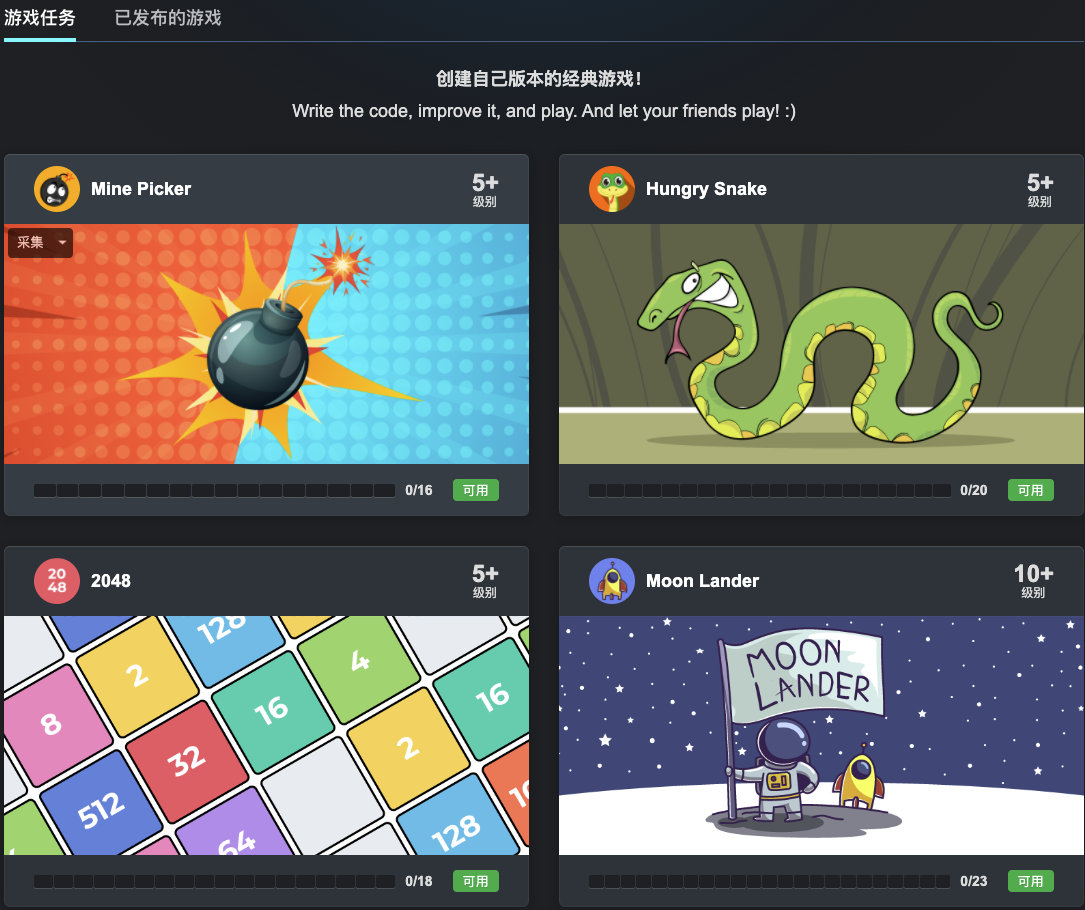 游戏任务
已发布的游戏
创建自己版本的经典游戏!
Write the code, improve it, and play. And let your friends play! :)
Mine Picker
5+
级别
采集
0/16
可用
Hungry Snake
5+
级别
0/20
可用
20
48
2048
5+
级别
128
2
4
8
16
16
32
2
512
64
128
0/18
可用
Moon Lander
10+
级别
MOON
LANDER
0/23
可用